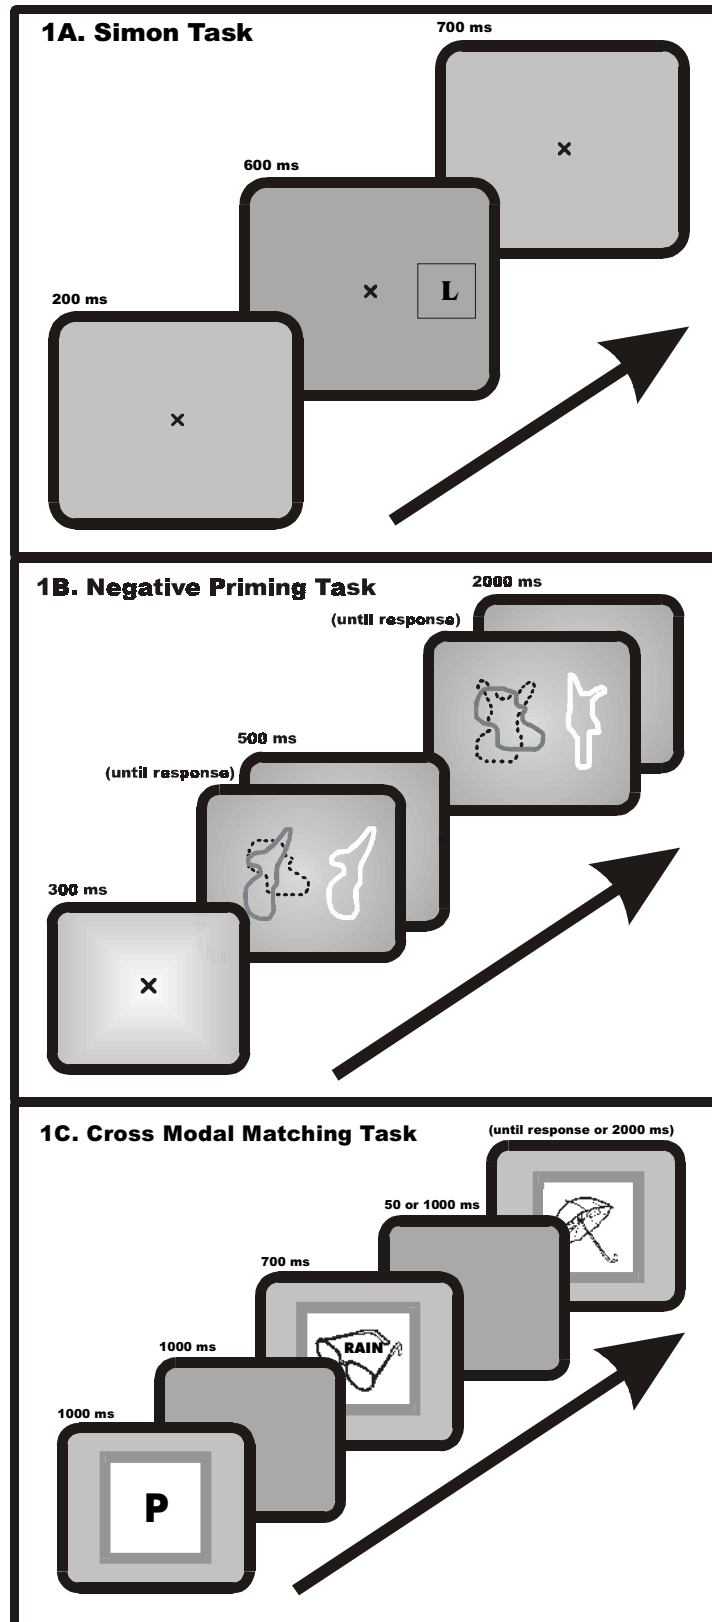 1A. Simon Task
700 ms
600 ms
L
200 ms
1B. Negative Priming Task
2000 ms
(until response)
500 ms
(until response)
300 ms
1C. Cross Modal Matching Task
(until response or 2000 ms)
50 or 1000 ms
700 ms
RAIN
1000 ms
1000 ms
P